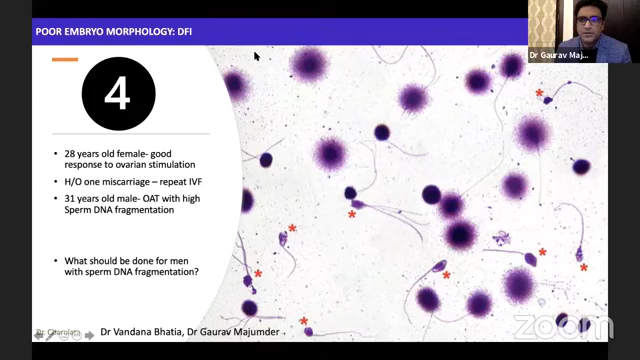 POOR EMBRYO MORPHOLOGY: DFI
Dr Gaurav Maj...
4
• 28 years old female- good
response to ovarian stimulation
• H/O one miscarriage – repeat IVF
• 31 years old male- OAT with high
Sperm DNA fragmentation
• What should be done for men
with sperm DNA fragmentation?
Dr. Charulata
Dr Vandana Bhatia, Dr Gaurav Majumder
zoom